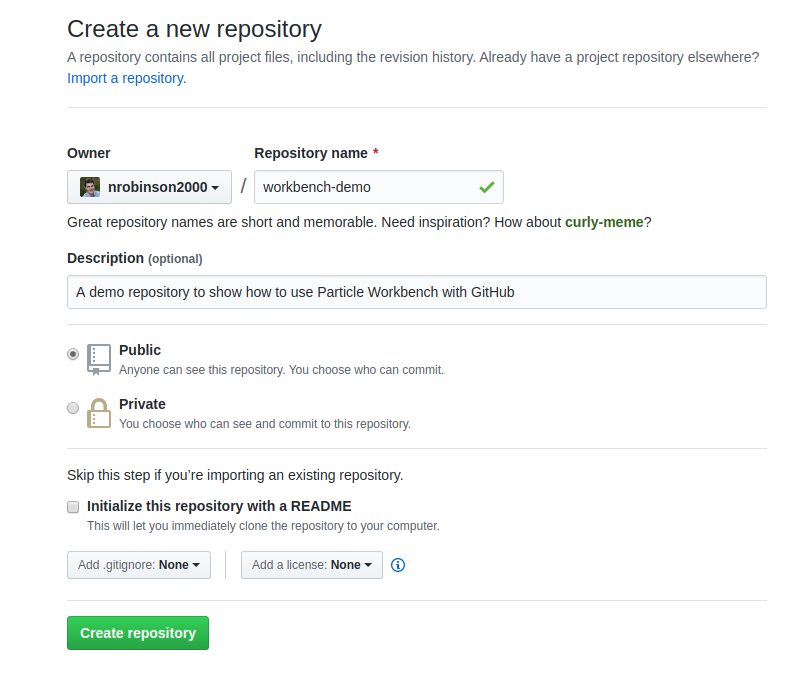 Create a new repository
A repository contains all project files, including the revision history. Already have a project repository elsewhere?
Import a repository.
Owner
Repository name *
nrobinson2000
/
workbench-demo
Great repository names are short and memorable. Need inspiration? How about curly-meme?
Description (optional)
A demo repository to show how to use Particle Workbench with GitHub
Public
Anyone can see this repository. You choose who can commit.
Private
You choose who can see and commit to this repository.
Skip this step if you’re importing an existing repository.
Initialize this repository with a README
This will let you immediately clone the repository to your computer.
Add .gitignore: None
Add a license: None
Create repository